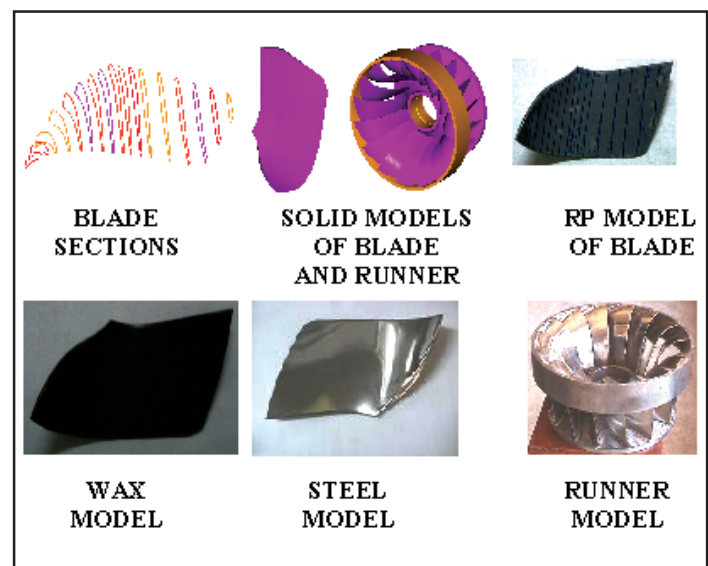 BLADE
SECTIONS
SOLID MODELS
OF BLADE
AND RUNNER
RP MODEL
OF BLADE
WAX
MODEL
STEEL
MODEL
RUNNER
MODEL